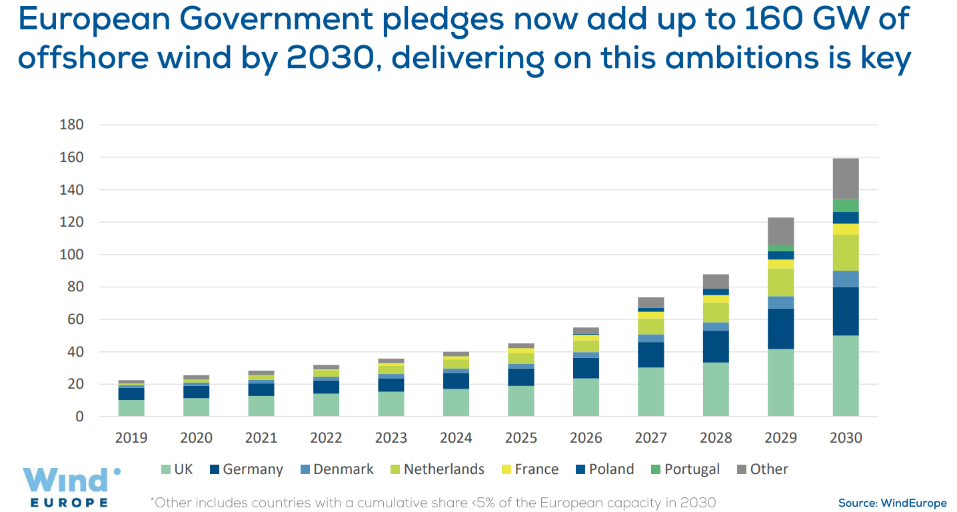 European Government pledges now add up to 160 GW of
offshore wind by 2030, delivering on this ambitions is key
180
160
140
120
100
80
60
40
20
0
2019 2020 2021 2022 2023 2024 2025 2026 2027 2028 2029 2030
UK Germany Denmark Netherlands France Poland Portugal Other
Wind
EUROPE
*Other includes countries with a cumulative share <5% of the European capacity in 2030
Source: WindEurope